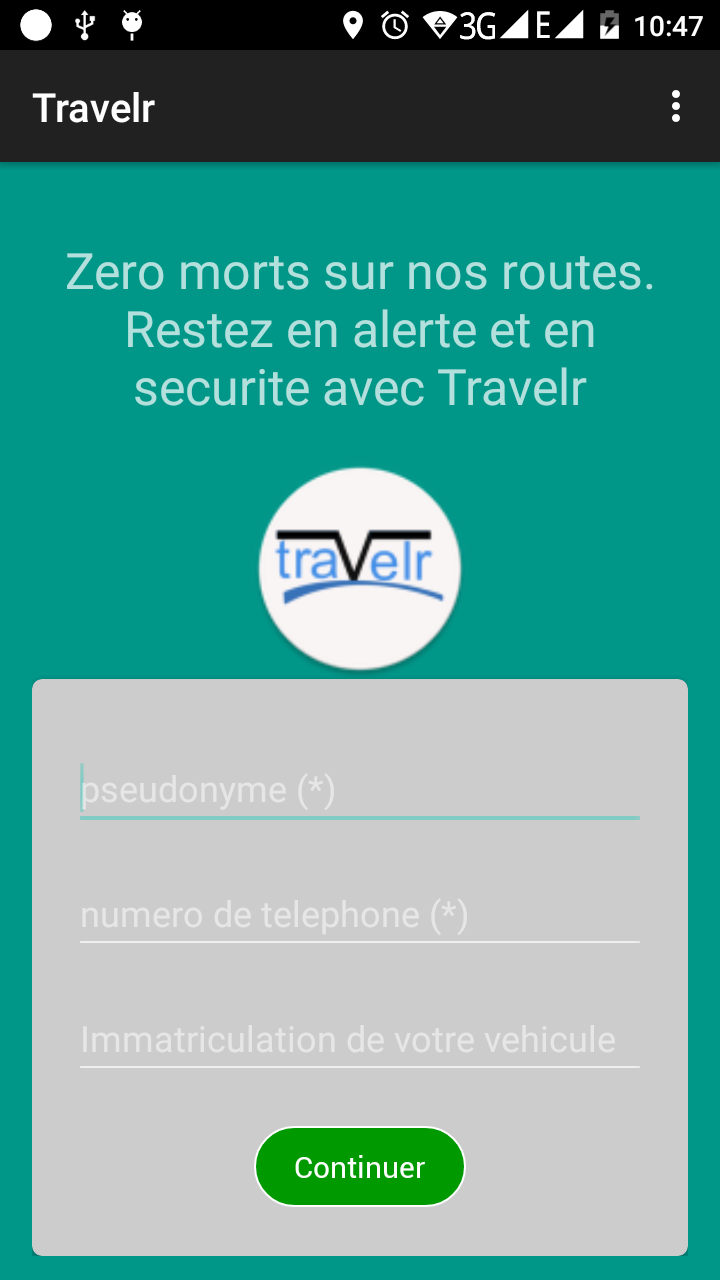 3G E 10:47
Travelr
Zero morts sur nos routes.
Restez en alerte et en
securite avec Travelr
travelr
pseudonyme (*)
numero de telephone (*)
Immatriculation de votre vehicule
Continuer